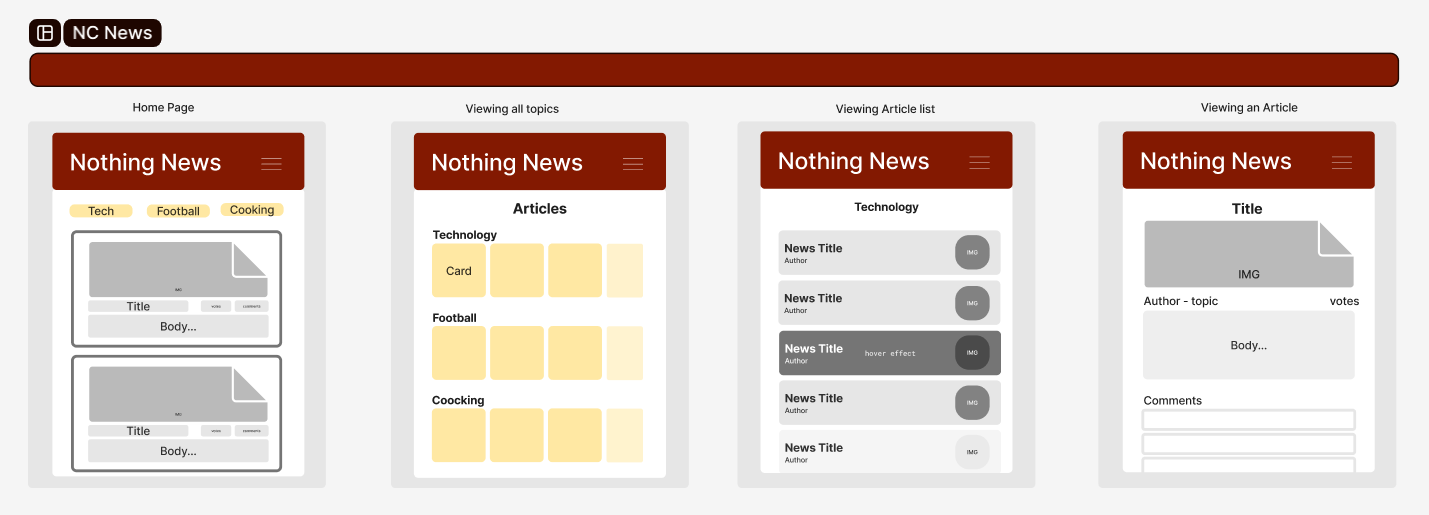 NC News
Home Page
Nothing News
Tech Football Cooking
IMG
Title VOTES COMMENTS
Body...
IMG
Title VOTES COMMENTS
Body...
Viewing all topics
Nothing News
Articles
Technology
Card
Football
Coocking
Viewing Article list
Nothing News
Technology
News Title
Author
IMG
News Title
Author
IMG
News Title
Author
hover effect
IMG
News Title
Author
IMG
News Title
Author
IMG
Viewing an Article
Nothing News
Title
IMG
Author - topic votes
Body...
Comments